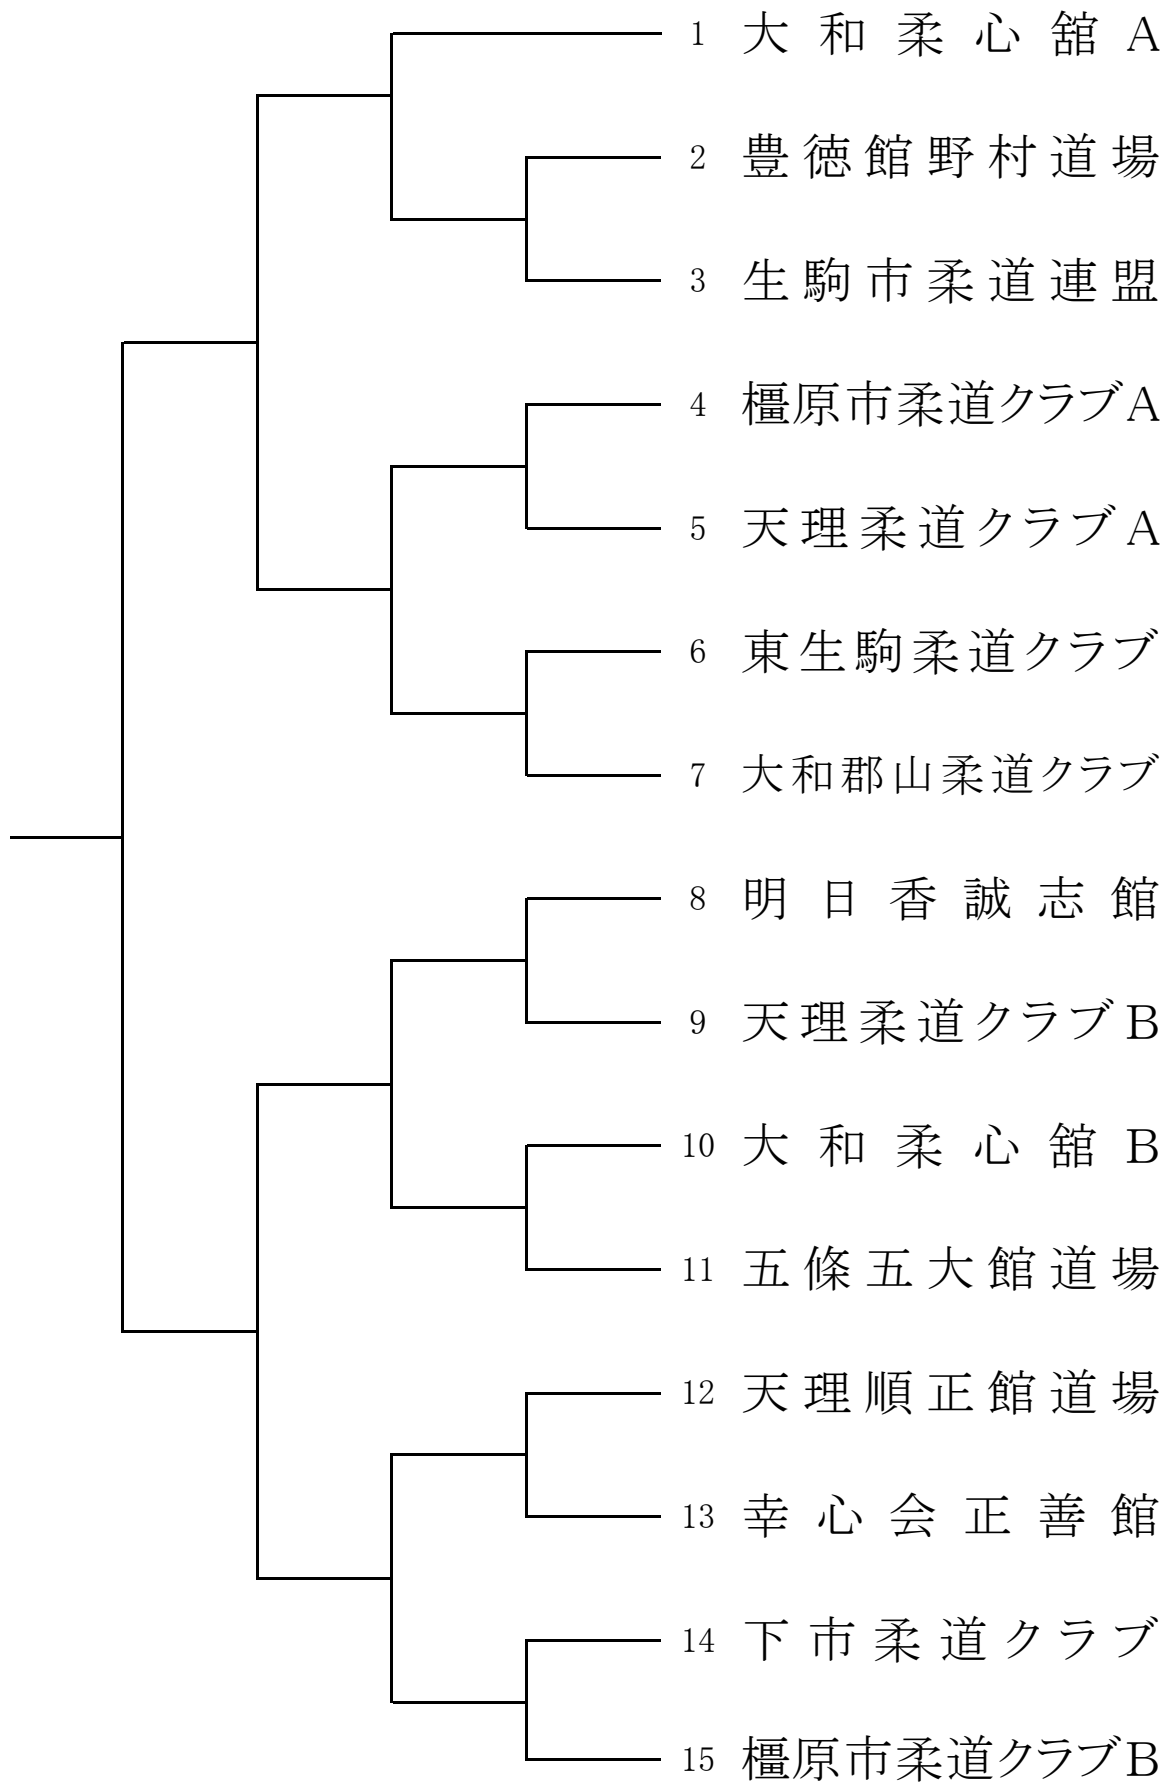 1 大和柔心舘A
2 豊徳館野村道場
3 生駒市柔道連盟
4 橿原市柔道クラブA
5 天理柔道クラブA
6 東生駒柔道クラブ
7 大和郡山柔道クラブ
8 明日香誠志館
9 天理柔道クラブB
10 大和柔心舘B
11 五條五大館道場
12 天理順正館道場
13 幸心会正善館
14 下市柔道クラブ
15 橿原市柔道クラブB